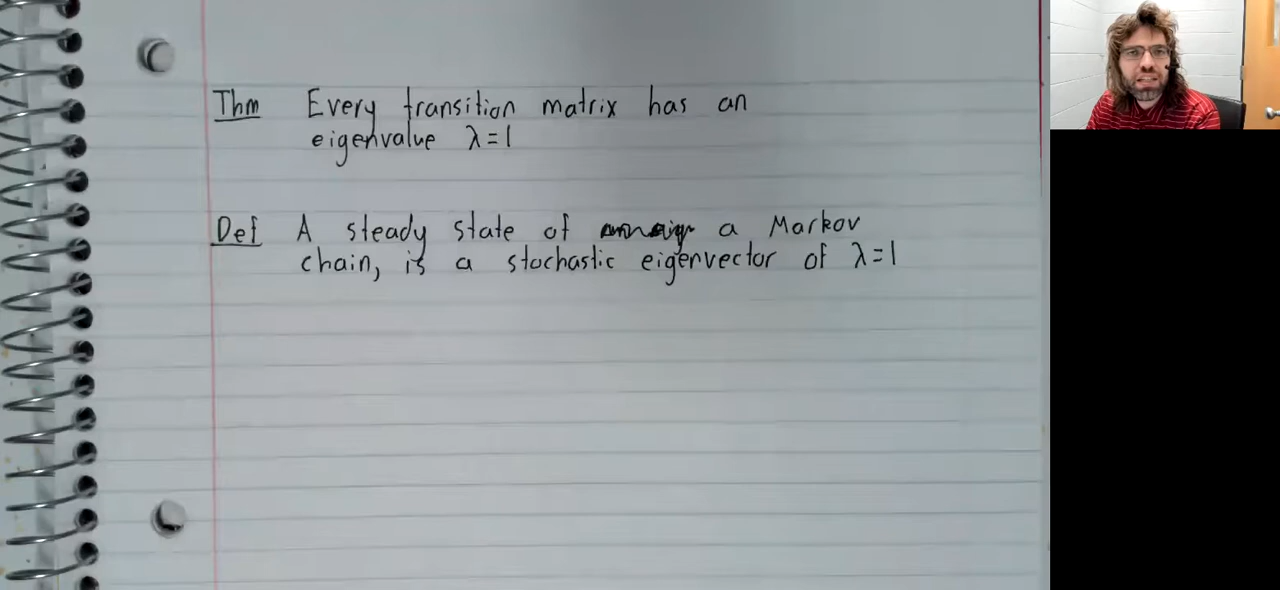 Thm Every transition matrix has an
eigenvalue λ=1
Def A steady state of a Markov
chain, is a stochastic eigenvector of λ=1